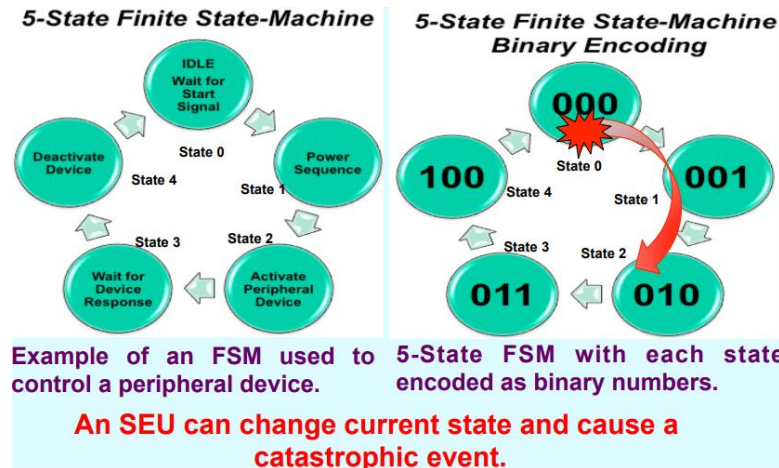 5-State Finite State-Machine
IDLE
Wait for
Start
Signal
State 0
Power
Sequence
State 1
Activate
Peripheral
Device
State 2
Wait for
Device
Response
State 3
Deactivate
Device
State 4
Example of an FSM used to
control a peripheral device.
5-State Finite State-Machine
Binary Encoding
000
State 0
001
State 1
010
State 2
011
State 3
100
State 4
5-State FSM with each state
encoded as binary numbers.
An SEU can change current state and cause a
catastrophic event.